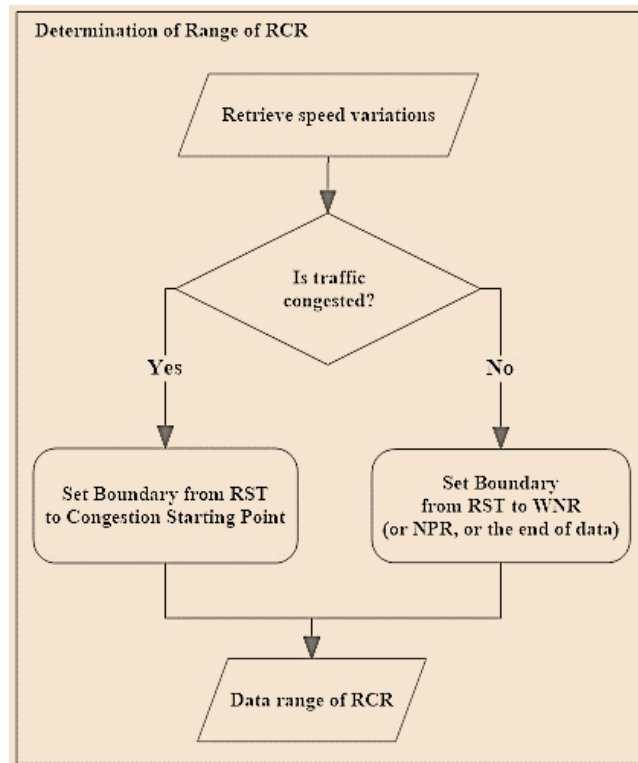 Determination of Range of RCR
Retrieve speed variations
Is traffic
congested?
Yes
No
Set Boundary from RST
to Congestion Starting Point
Set Boundary
from RST to WNR
(or NPR, or the end of data)
Data range of RCR